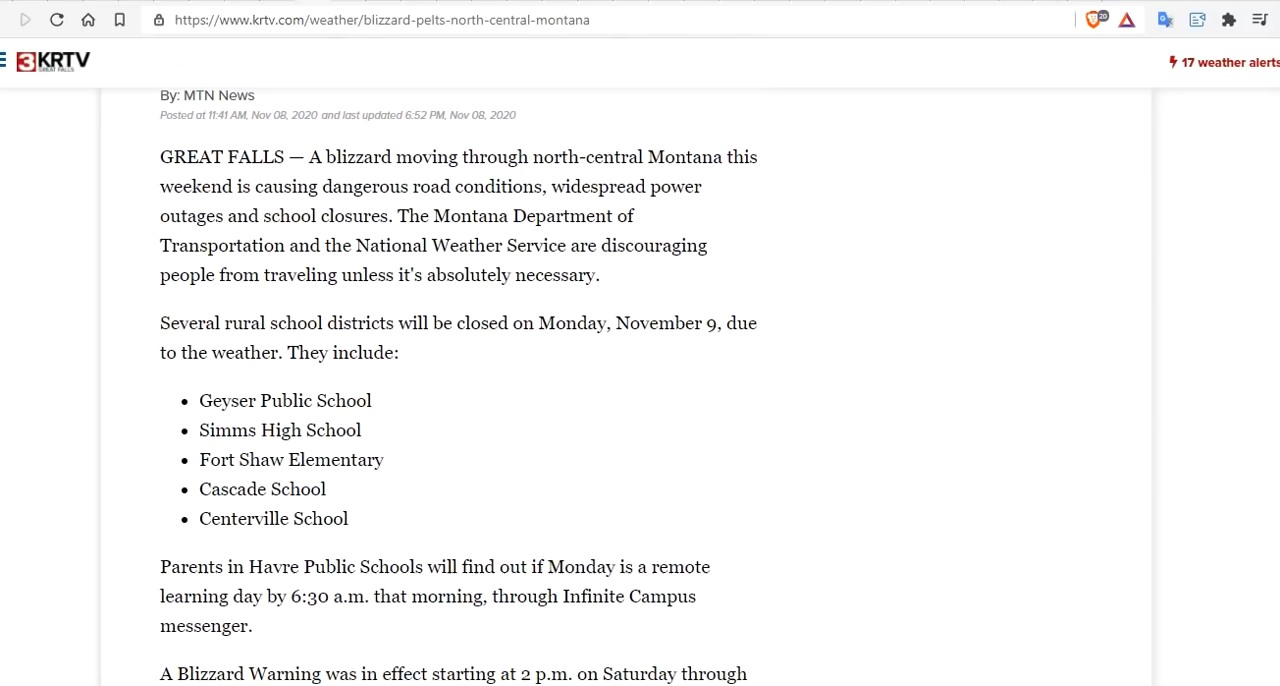 https://www.krtv.com/weather/blizzard-pelts-north-central-montana
20
3 KRTV
GREAT FALLS
17 weather alerts
By: MTN News
Posted at 11:41 AM, Nov 08, 2020 and last updated 6:52 PM, Nov 08, 2020
GREAT FALLS — A blizzard moving through north-central Montana this
weekend is causing dangerous road conditions, widespread power
outages and school closures. The Montana Department of
Transportation and the National Weather Service are discouraging
people from traveling unless it's absolutely necessary.
Several rural school districts will be closed on Monday, November 9, due
to the weather. They include:
• Geyser Public School
• Simms High School
• Fort Shaw Elementary
• Cascade School
• Centerville School
Parents in Havre Public Schools will find out if Monday is a remote
learning day by 6:30 a.m. that morning, through Infinite Campus
messenger.
A Blizzard Warning was in effect starting at 2 p.m. on Saturday through